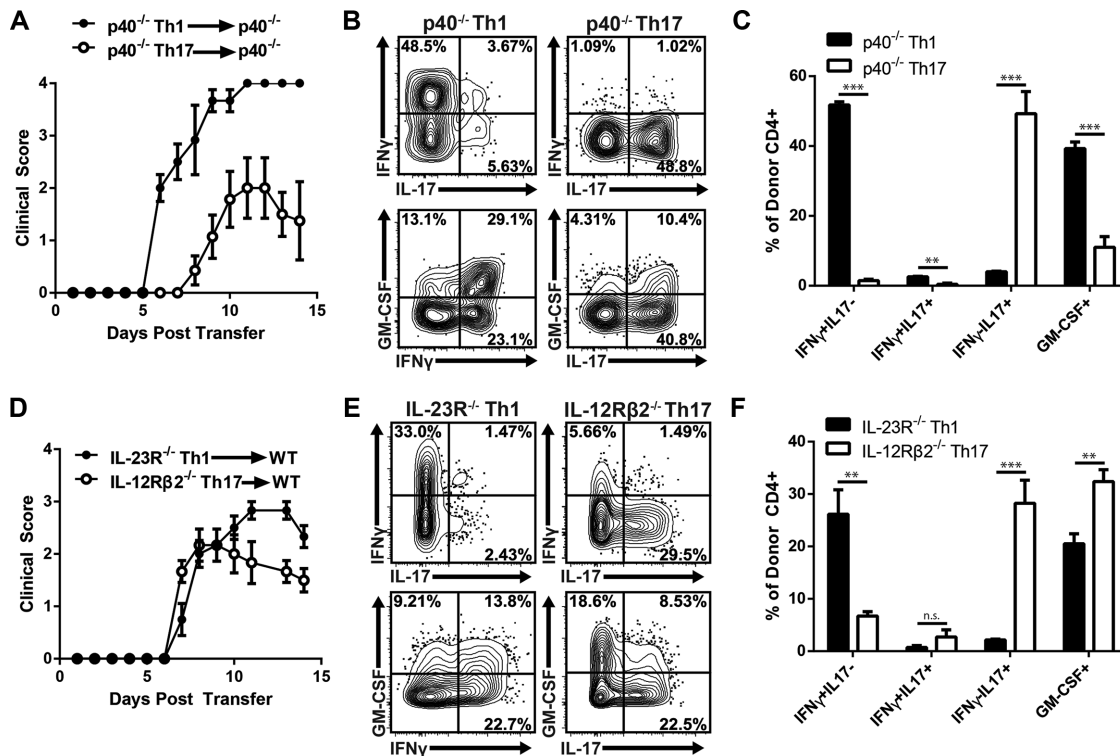 A
p40-/- Th1 p40-/-
p40-/- Th17 p40-/-
Clinical Score
4
3
2
1
0
0 5 10 15
Days Post Transfer
B
p40-/- Th1
p40-/- Th17
48.5% 3.67%
5.63%
IFNγ
IL-17
1.09% 1.02%
48.8%
IFNγ
IL-17
13.1% 29.1%
23.1%
GM-CSF
IFNγ
4.31% 10.4%
40.8%
GM-CSF
IL-17
C
p40-/- Th1
p40-/- Th17
% of Donor CD4+
60
40
20
0
***
**
***
***
IFNγ+IL17-
IFNγ+IL17+
IFNγ-IL17+
GM-CSF+
D
IL-23R-/- Th1 WT
IL-12Rβ2-/- Th17 WT
Clinical Score
4
3
2
1
0
0 5 10 15
Days Post Transfer
E
IL-23R-/- Th1
IL-12Rβ2-/- Th17
33.0% 1.47%
2.43%
IFNγ
IL-17
5.66% 1.49%
29.5%
IFNγ
IL-17
9.21% 13.8%
22.7%
GM-CSF
IFNγ
18.6% 8.53%
22.5%
GM-CSF
IL-17
F
IL-23R-/- Th1
IL-12Rβ2-/- Th17
% of Donor CD4+
40
30
20
10
0
**
n.s.
***
**
IFNγ+IL17-
IFNγ+IL17+
IFNγ-IL17+
GM-CSF+